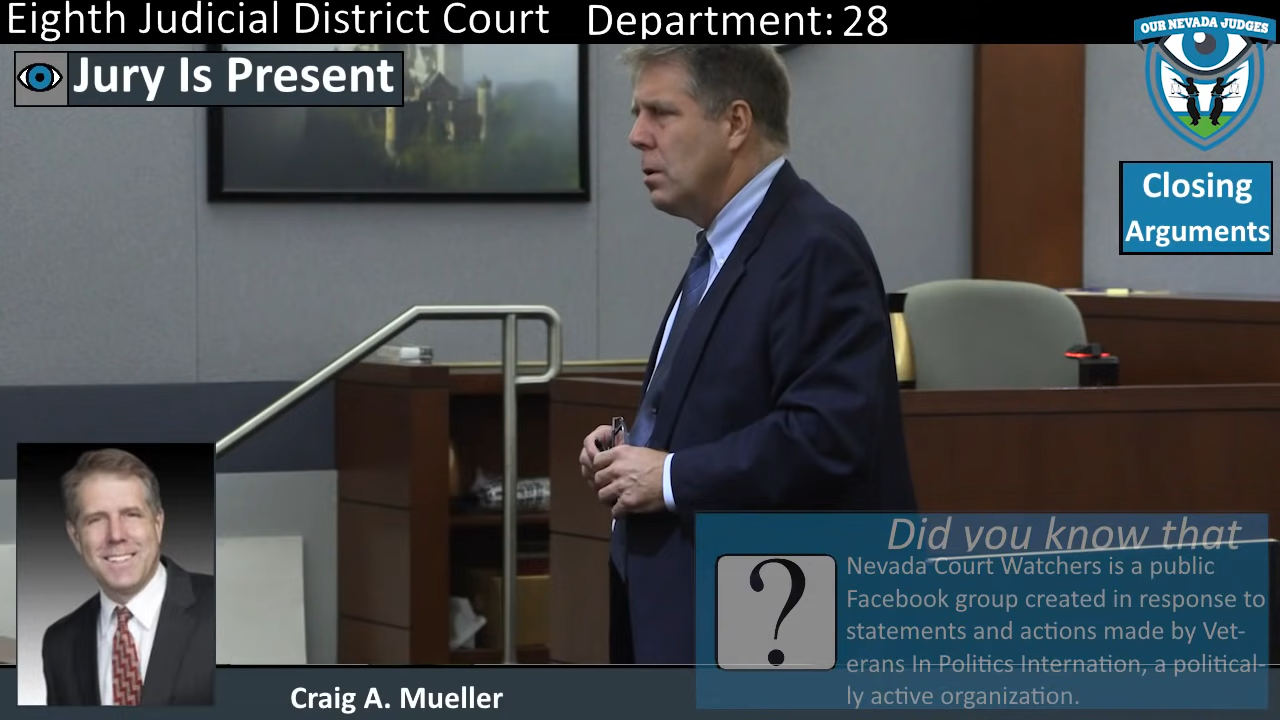 Eighth Judicial District Court Department: 28
OUR NEVADA JUDGES
Jury Is Present
Closing
Arguments
Did you know that
?
Nevada Court Watchers is a public
Facebook group created in response to
statements and actions made by Vet-
erans In Politics Internation, a political-
ly active organization.
Craig A. Mueller